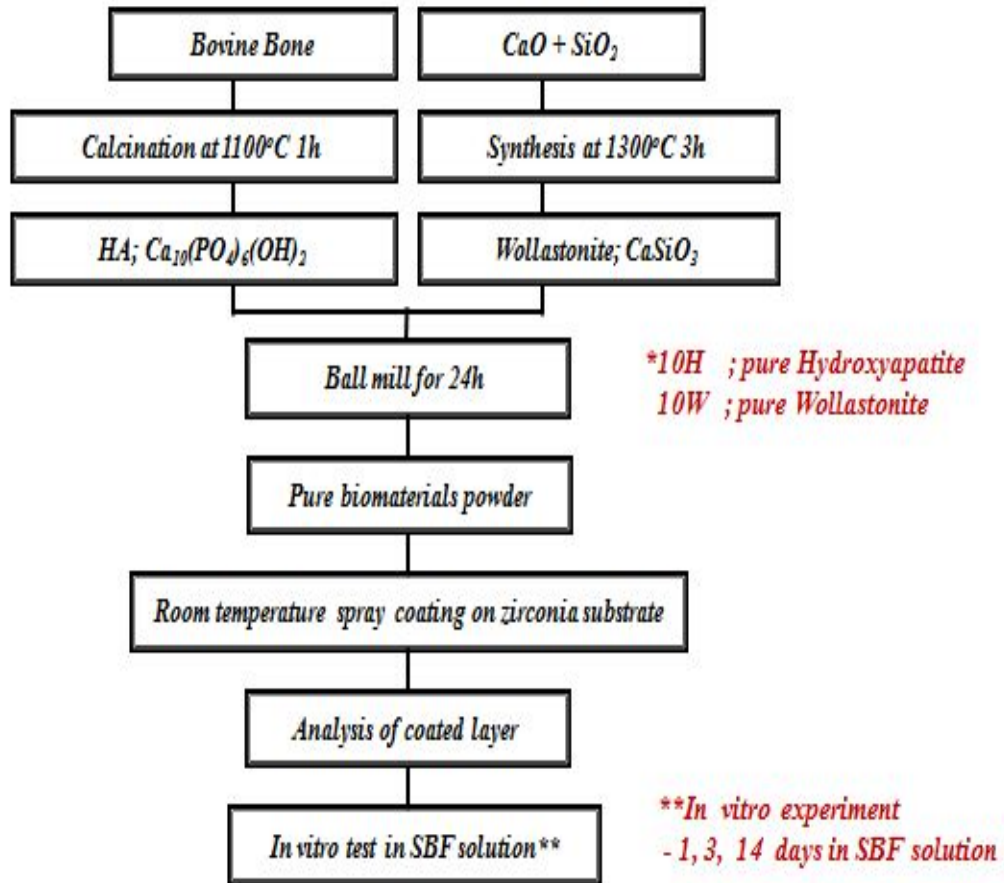 Bovine Bone
CaO + SiO₂
Calcination at 1100°C 1h
Synthesis at 1300°C 3h
HA; Ca₁₀(PO₄)₆(OH)₂
Wollastonite; CaSiO₃
Ball mill for 24h
*10H ; pure Hydroxyapatite
10W ; pure Wollastonite
Pure biomaterials powder
Room temperature spray coating on zirconia substrate
Analysis of coated layer
In vitro test in SBF solution**
**In vitro experiment
- 1, 3, 14 days in SBF solution